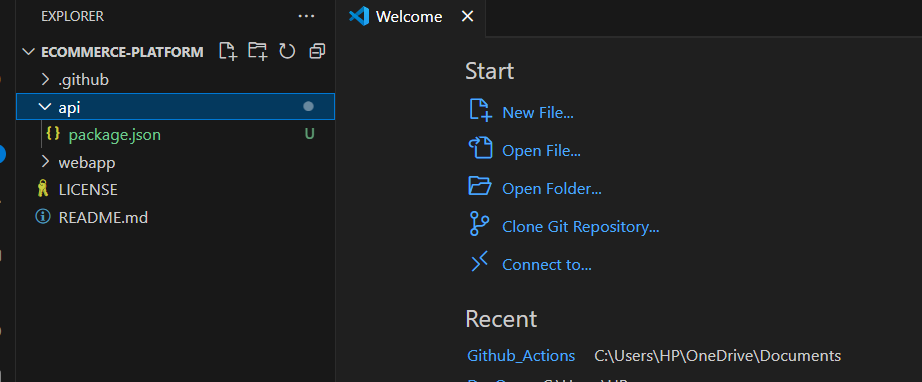 EXPLORER
ECOMMERCE-PLATFORM
.github
api
{} package.json U
webapp
LICENSE
README.md
Welcome
Start
New File...
Open File...
Open Folder...
Clone Git Repository...
Connect to...
Recent
Github_Actions C:\Users\HP\OneDrive\Documents